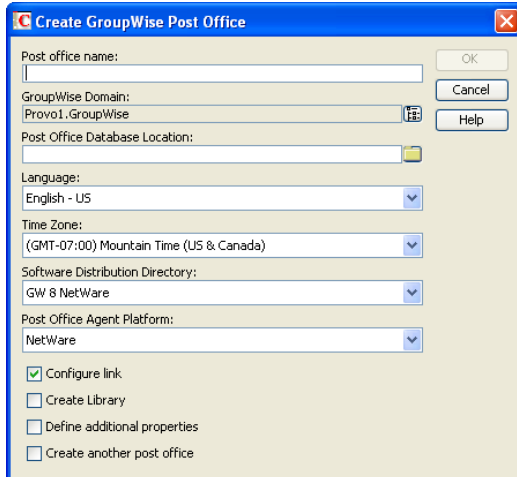 Create GroupWise Post Office
Post office name:
OK
Cancel
Help
GroupWise Domain:
Provo1.GroupWise
Post Office Database Location:
Language:
English - US
Time Zone:
(GMT-07:00) Mountain Time (US & Canada)
Software Distribution Directory:
GW 8 NetWare
Post Office Agent Platform:
NetWare
Configure link
Create Library
Define additional properties
Create another post office